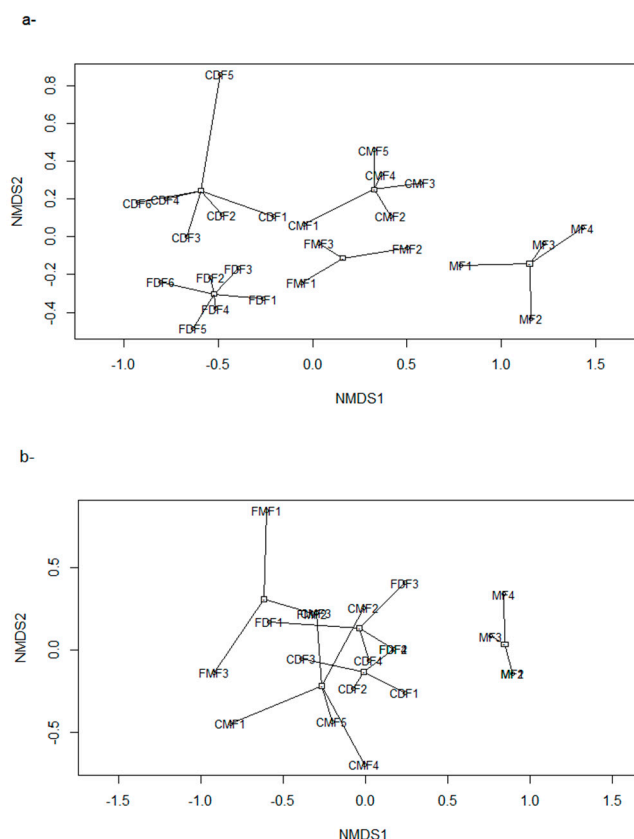 a-
CDF5
CMF5
CMF4
CMF3
CDF6
CDF4
CDF2
CDF1
CMF2
CMF1
CDF3
FMF3
FMF2
MF4
MF3
MF1
FDF3
FDF2
FDF6
FMF1
FDF1
FDF4
FDF5
MF2
NMDS2
0.8
0.6
0.4
0.2
0.0
-0.2
-0.4
-1.0 -0.5 0.0 0.5 1.0 1.5
NMDS1
b-
FMF1
FDF3
MF4
CMF2
CMF3
FDF1
MF3
CDF3
CDF4
FMF3
CDF2
CDF1
CMF1
CMF5
CMF4
NMDS2
0.5
0.0
-0.5
-1.5 -1.0 -0.5 0.0 0.5 1.0 1.5
NMDS1